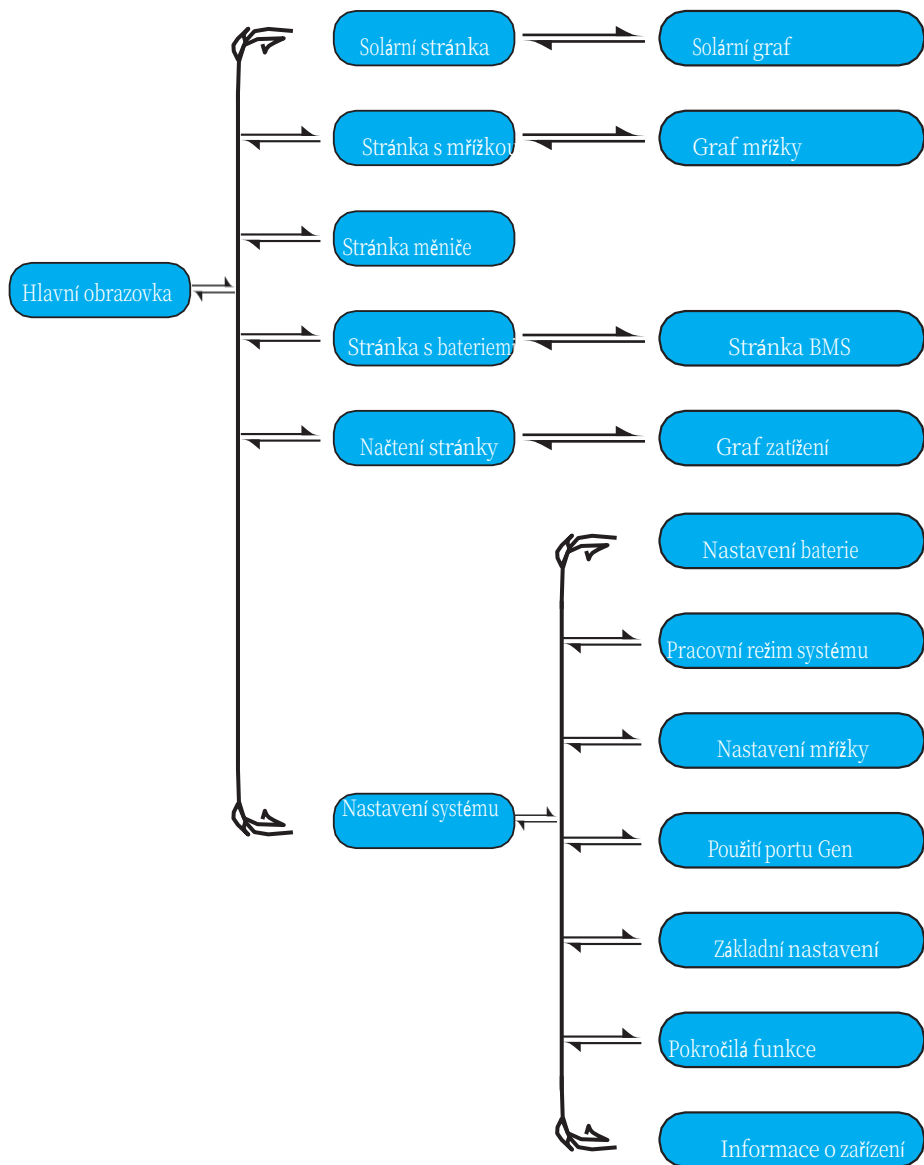 Solární stránka
Solární graf
Stránka s mřížkou
Graf mřížky
Stránka měniče
Hlavní obrazovka
Stránka s bateriemi
Stránka BMS
Načtení stránky
Graf zatížení
Nastavení baterie
Pracovní režim systému
Nastavení mřížky
Nastavení systému
Použití portu Gen
Základní nastavení
Pokročilá funkce
Informace o zařízení